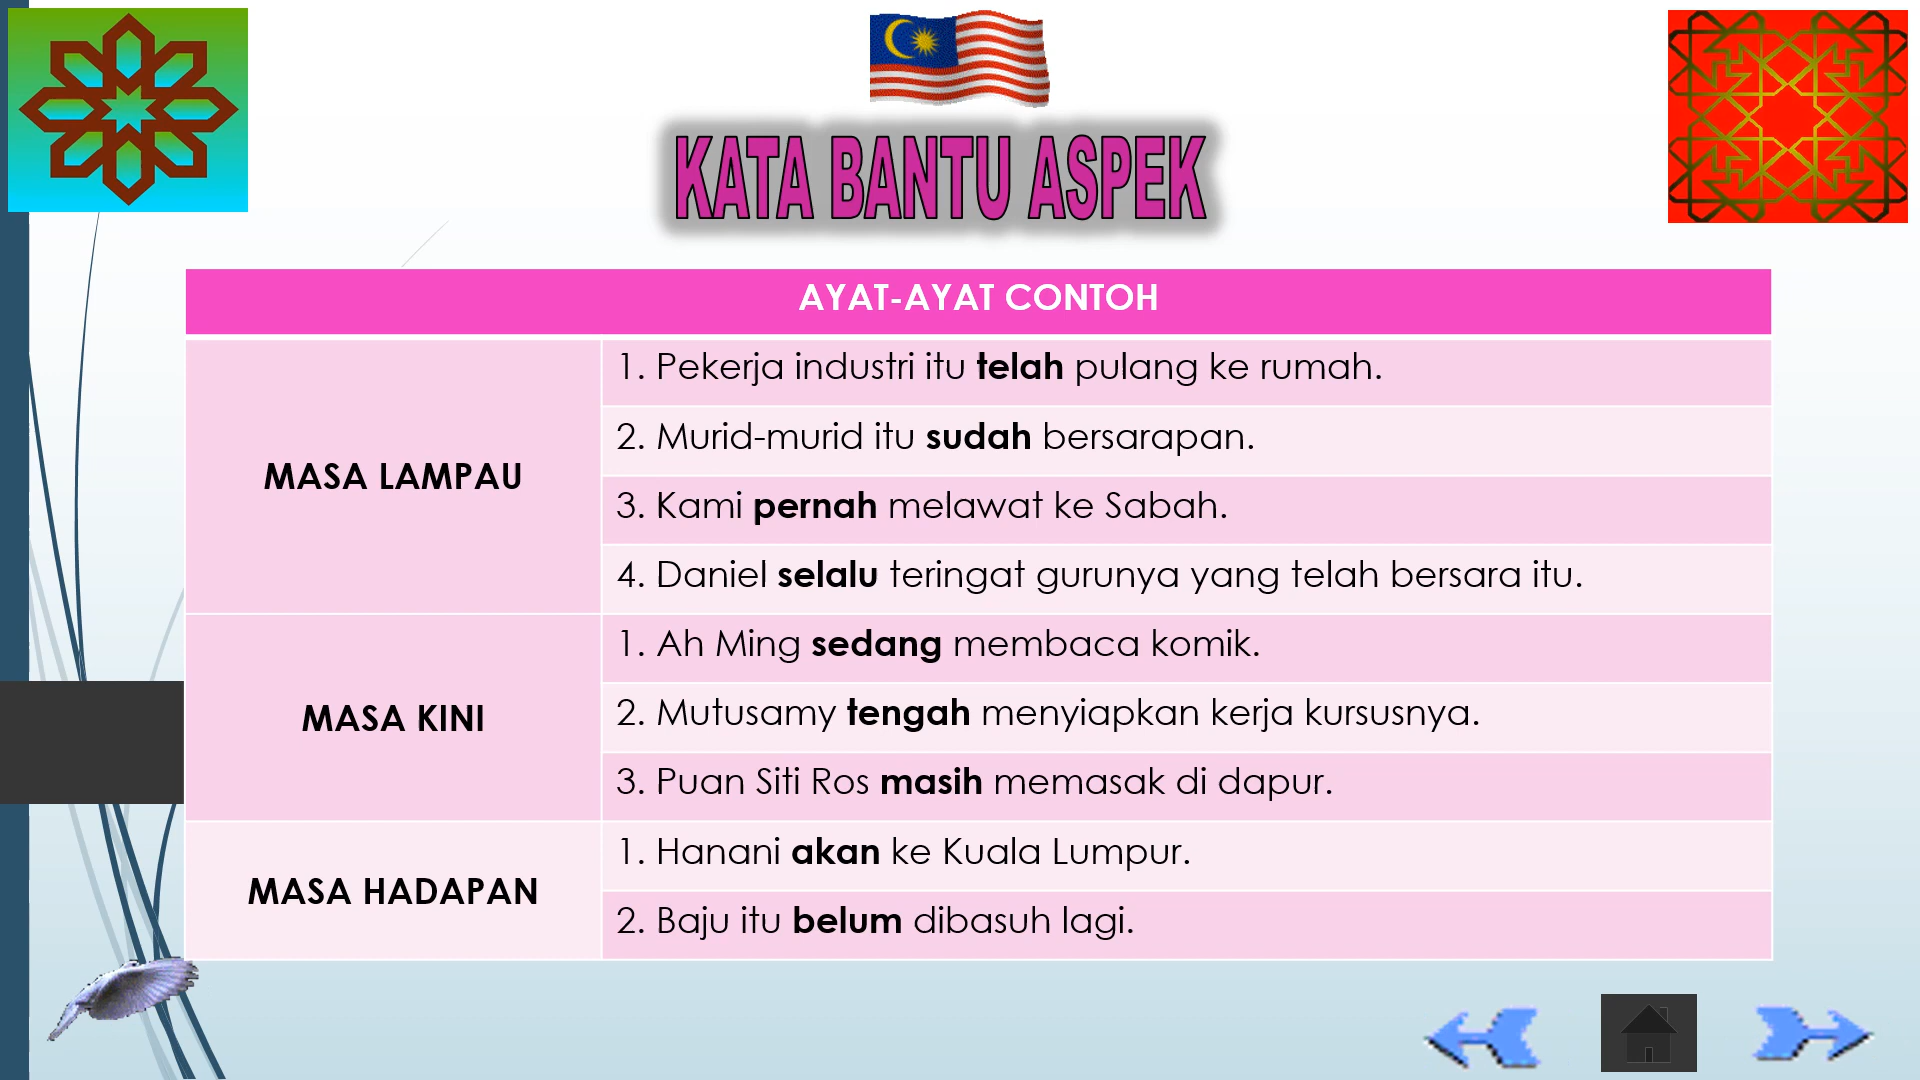 KATA BANTU ASPEK
AYAT-AYAT CONTOH
MASA LAMPAU
1. Pekerja industri itu telah pulang ke rumah.
2. Murid-murid itu sudah bersarapan.
3. Kami pernah melawat ke Sabah.
4. Daniel selalu teringat gurunya yang telah bersara itu.
MASA KINI
1. Ah Ming sedang membaca komik.
2. Mutusamy tengah menyiapkan kerja kursusnya.
3. Puan Siti Ros masih memasak di dapur.
MASA HADAPAN
1. Hanani akan ke Kuala Lumpur.
2. Baju itu belum dibasuh lagi.